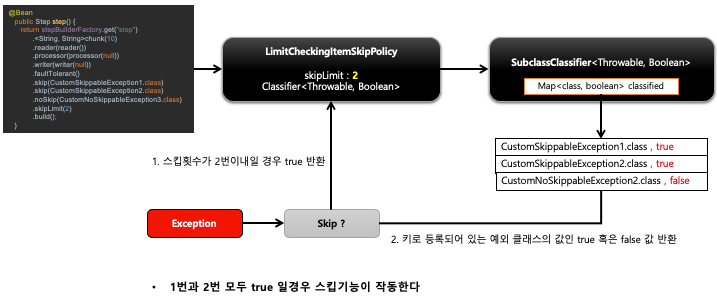 @Bean
public Step step() {
return stepBuilderFactory.get("step")
.<String, String>chunk(10)
.reader(reader())
.processor(processor(null))
.writer(writer(null))
.faultTolerant()
.skip(CustomSkippableException1.class)
.skip(CustomSkippableException2.class)
.noSkip(CustomNoSkippableException3.class)
.skipLimit(2)
.build();
}
LimitCheckingItemSkipPolicy
skipLimit : 2
Classifier<Throwable, Boolean>
SubclassClassifier<Throwable, Boolean>
Map<class, boolean> classified
CustomSkippableException1.class , true
CustomSkippableException2.class , true
CustomNoSkippableException2.class , false
1. 스킵횟수가 2번이내일 경우 true 반환
Exception
Skip ?
2. 키로 등록되어 있는 예외 클래스의 값인 true 혹은 false 값 반환
• 1번과 2번 모두 true 일경우 스킵기능이 작동한다